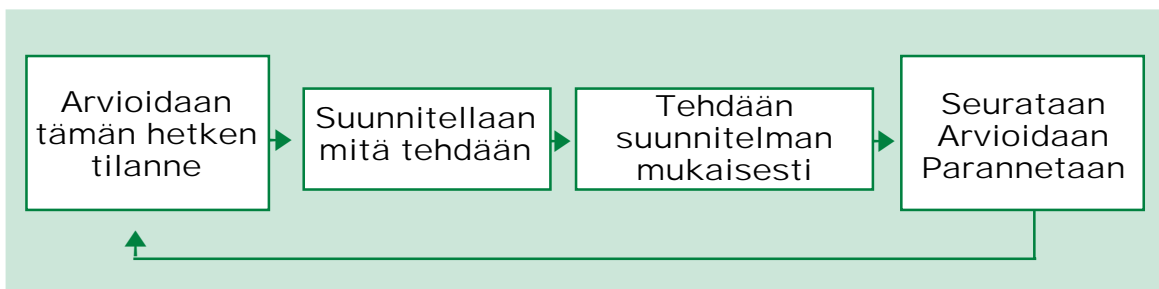 Arvioidaan
tämän hetken
tilanne
Suunnitellaan
mitä tehdään
Tehdään
suunnitelman
mukaisesti
Seurataan
Arvioidaan
Parannetaan